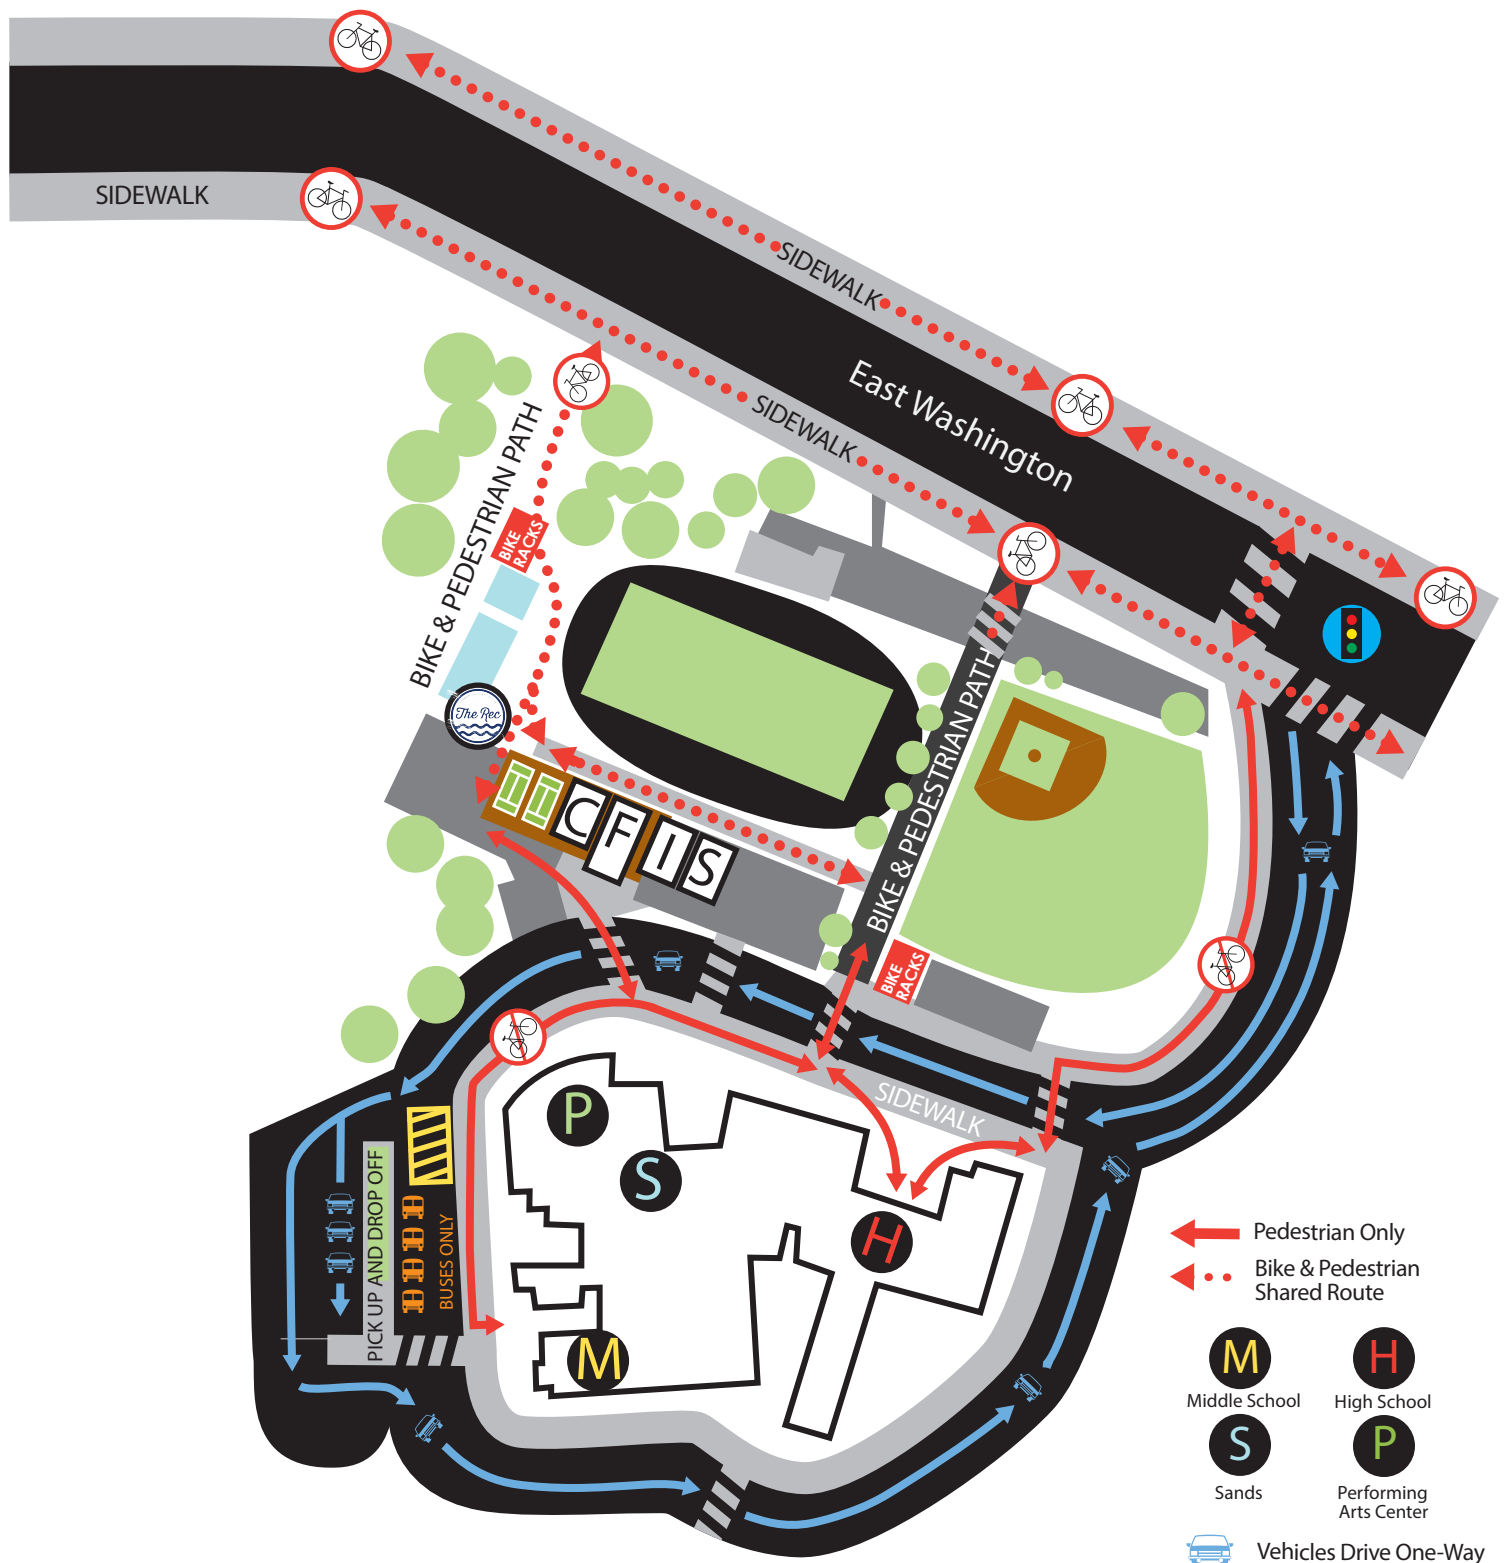 SIDEWALK
SIDEWALK
East Washington
SIDEWALK
BIKE & PEDESTRIAN PATH
BIKE
RACKS
The Rec
CFIS
BIKE & PEDESTRIAN PATH
BIKE
RACKS
SIDEWALK
P
S
H
M
PICK UP AND DROP OFF
BUSES ONLY
Pedestrian Only
Bike & Pedestrian
Shared Route
M
Middle School
H
High School
S
Sands
P
Performing
Arts Center
Vehicles Drive One-Way